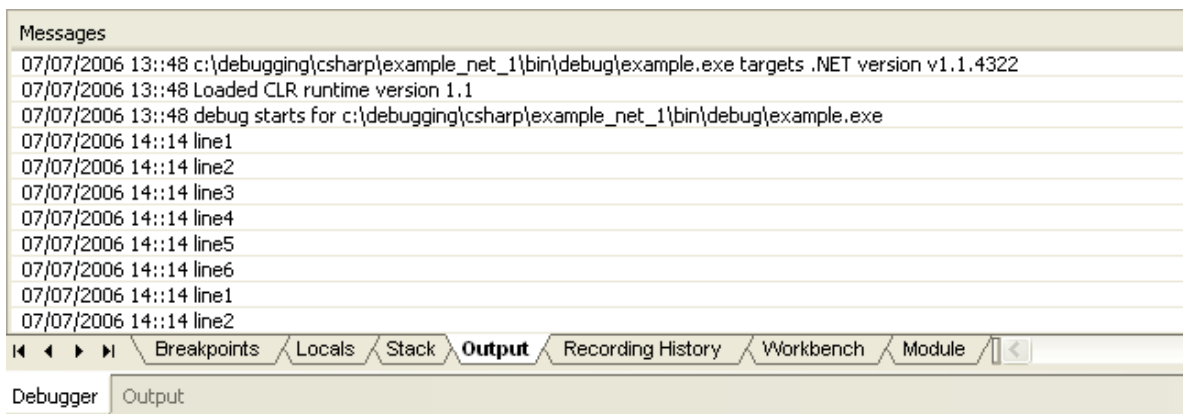 Messages
07/07/2006 13::48 c:\debugging\csharp\example_net_1\bin\debug\example.exe targets .NET version v1.1.4322
07/07/2006 13::48 Loaded CLR runtime version 1.1
07/07/2006 13::48 debug starts for c:\debugging\csharp\example_net_1\bin\debug\example.exe
07/07/2006 14::14 line1
07/07/2006 14::14 line2
07/07/2006 14::14 line3
07/07/2006 14::14 line4
07/07/2006 14::14 line5
07/07/2006 14::14 line6
07/07/2006 14::14 line1
07/07/2006 14::14 line2
Breakpoints Locals Stack Output Recording History Workbench Module
Debugger Output